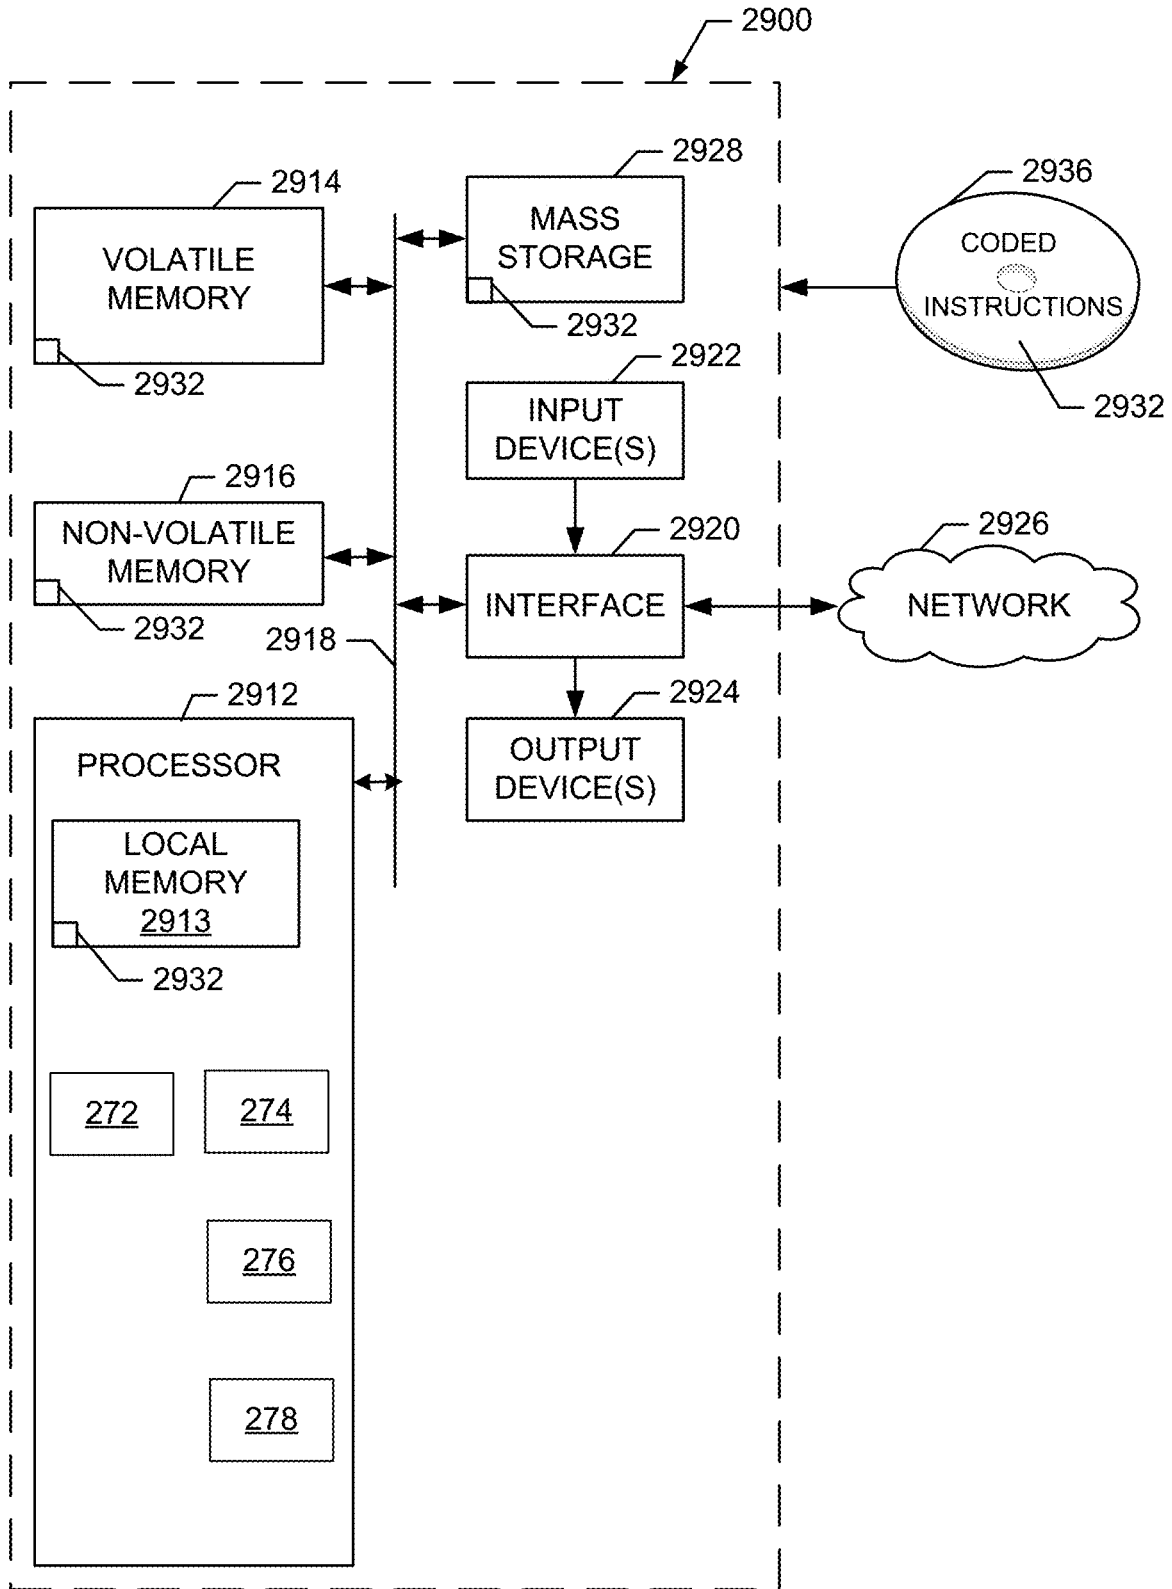 2900
2914
VOLATILE
MEMORY
2932
2928
MASS
STORAGE
2932
2936
CODED
INSTRUCTIONS
2932
2922
INPUT
DEVICE(S)
2916
NON-VOLATILE
MEMORY
2932
2920
INTERFACE
2926
NETWORK
2918
2924
OUTPUT
DEVICE(S)
2912
PROCESSOR
LOCAL
MEMORY
2913
2932
272
274
276
278